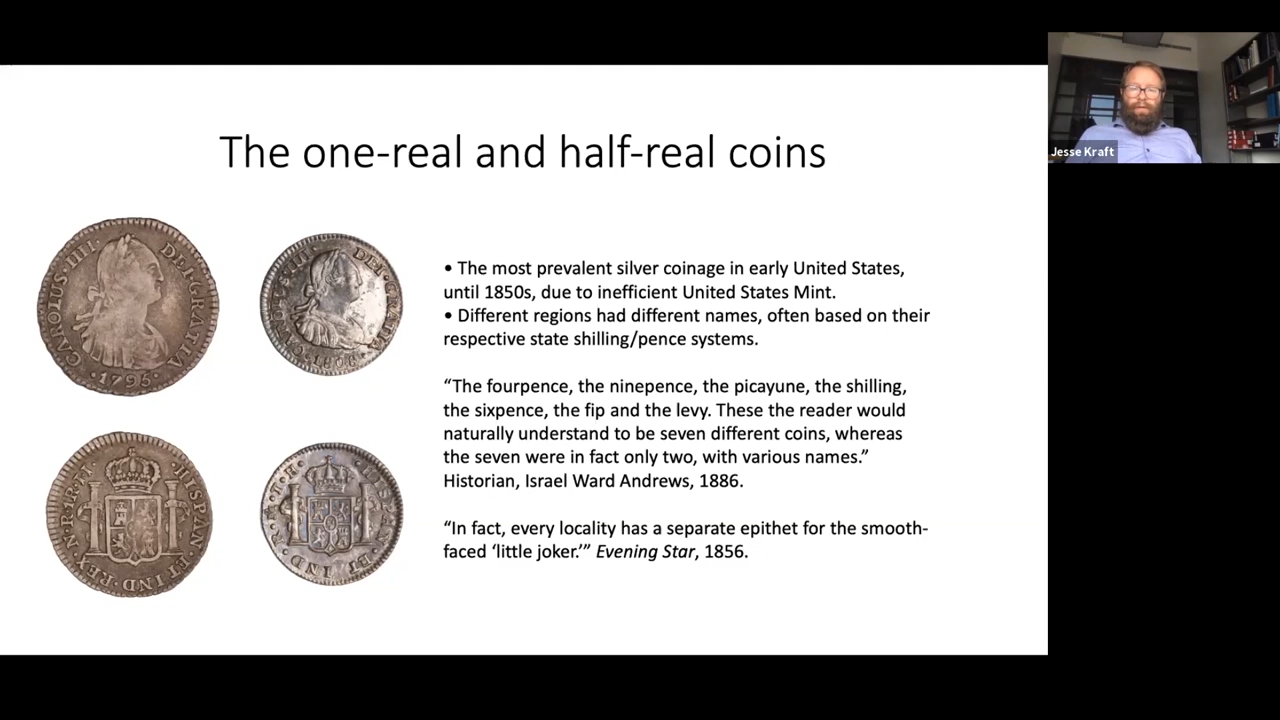 The one-real and half-real coins
Jesse Kraft
• The most prevalent silver coinage in early United States,
until 1850s, due to inefficient United States Mint.
• Different regions had different names, often based on their
respective state shilling/pence systems.
“The fourpence, the ninepence, the picayune, the shilling,
the sixpence, the fip and the levy. These the reader would
naturally understand to be seven different coins, whereas
the seven were in fact only two, with various names.”
Historian, Israel Ward Andrews, 1886.
“In fact, every locality has a separate epithet for the smooth-
faced ‘little joker.’” Evening Star, 1856.
CAROLUS·IIII· DEI·GRATIA
·1795·
DEI·GRATIA
·HISPAN·ET IND·REX·N·R·1R·
ET IND·R